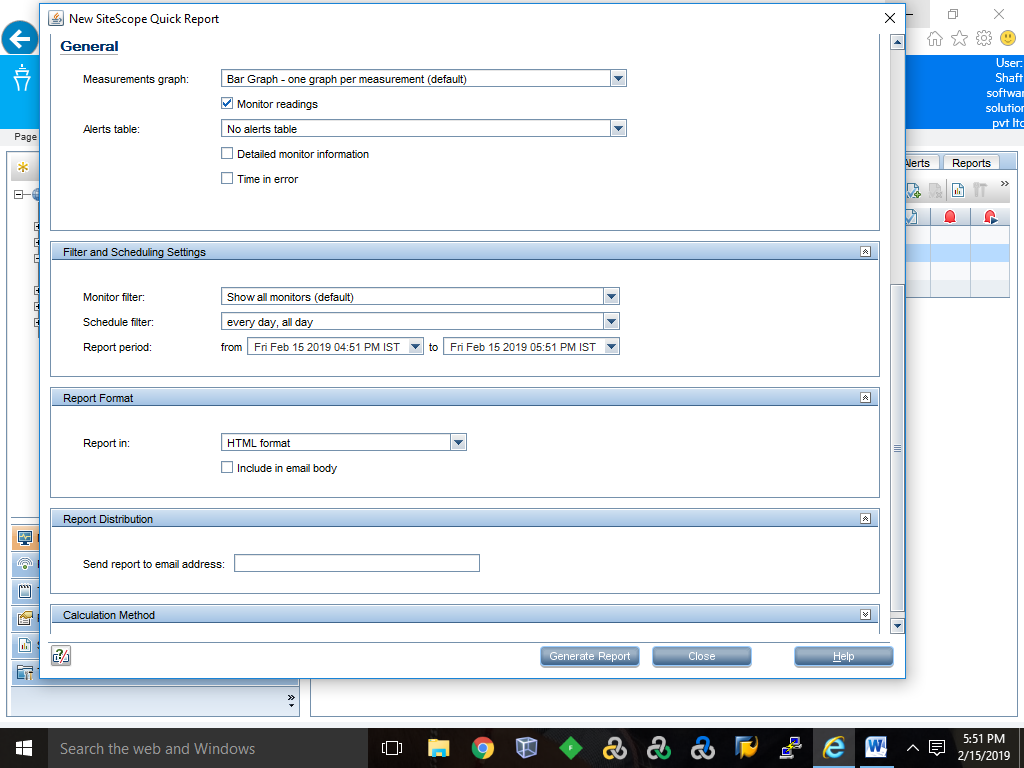 New SiteScope Quick Report
General
Measurements graph:
Bar Graph - one graph per measurement (default)
Monitor readings
Alerts table:
No alerts table
Detailed monitor information
Time in error
Filter and Scheduling Settings
Monitor filter:
Show all monitors (default)
Schedule filter:
every day, all day
Report period:
from Fri Feb 15 2019 04:51 PM IST to Fri Feb 15 2019 05:51 PM IST
Report Format
Report in:
HTML format
Include in email body
Report Distribution
Send report to email address:
Calculation Method
Generate Report
Close
Help
Page
User:
Shaft
software
solution
pvt ltd
Alerts
Reports
Search the web and Windows
5:51 PM
2/15/2019